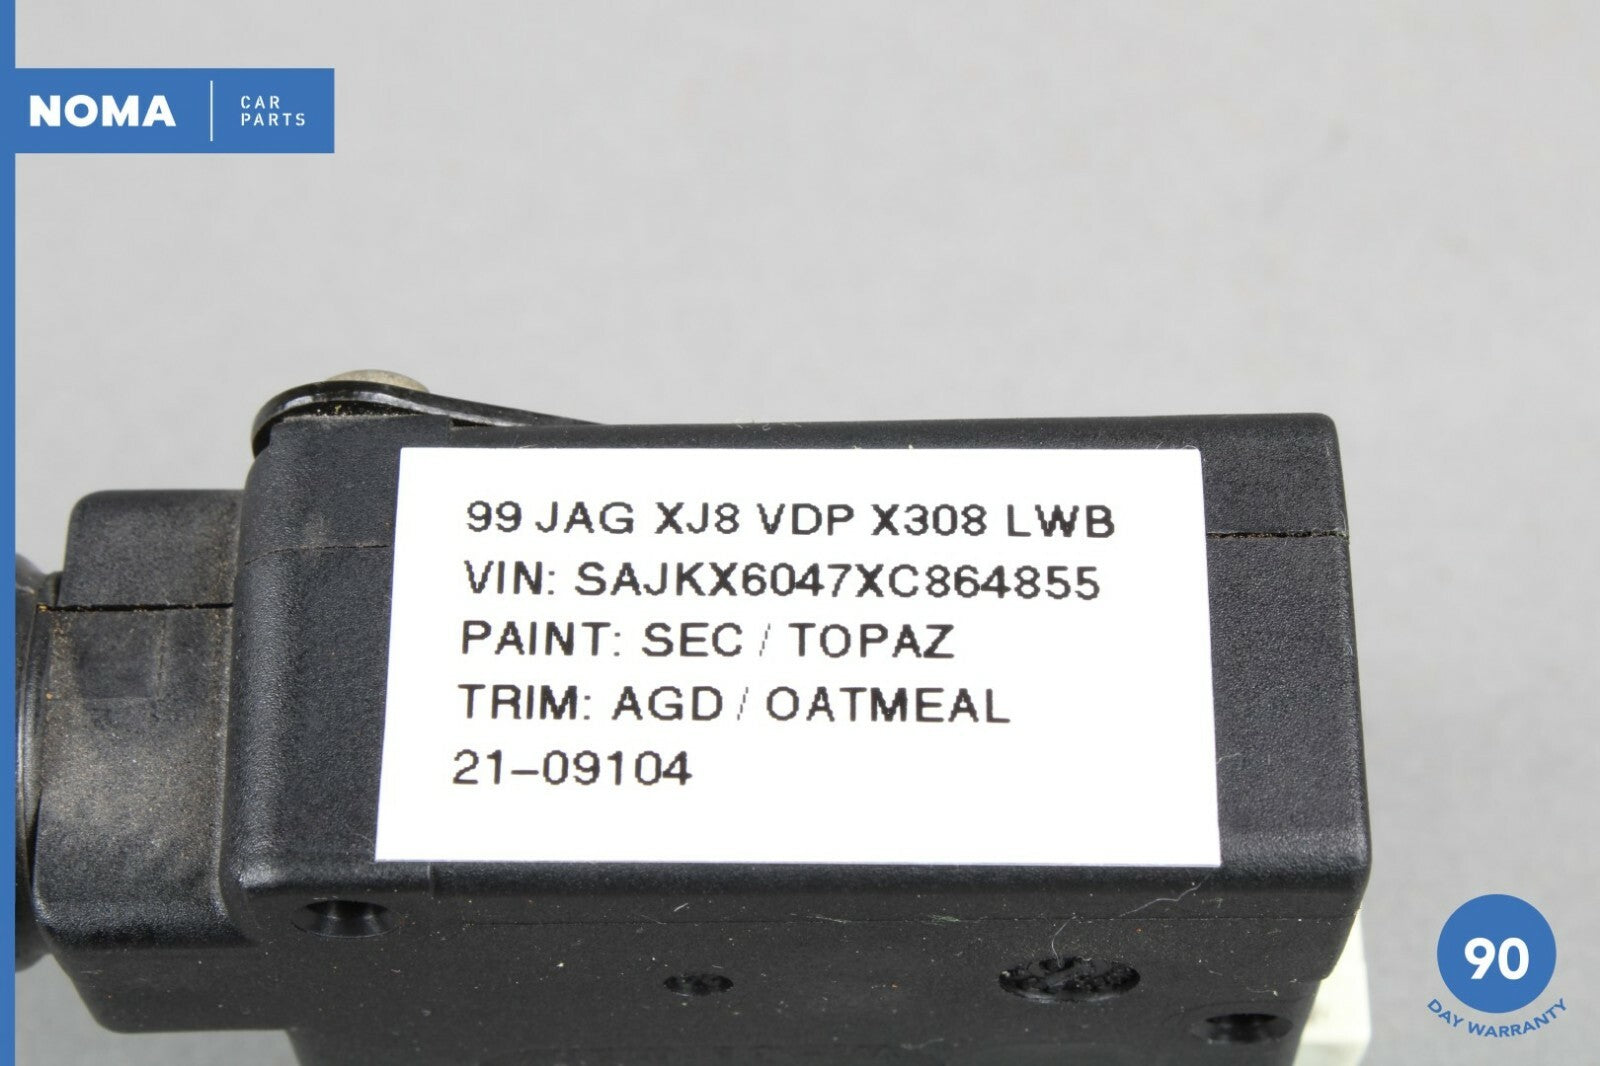 NOMA
CAR
PARTS
99 JAG XJ8 VDP X308 LWB
VIN: SAJKX6047XC864855
PAINT: SEC / TOPAZ
TRIM: AGD / OATMEAL
21-09104
90
DAY WARRANTY